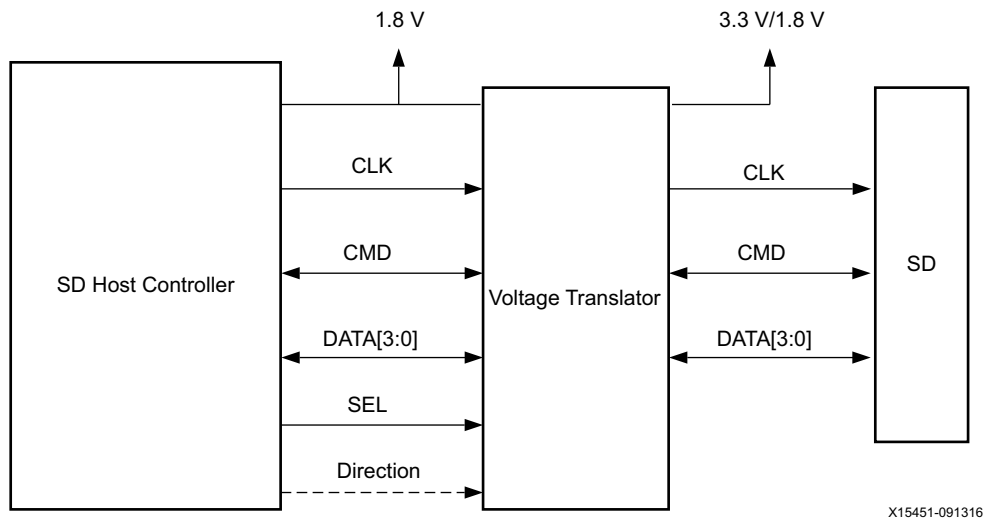 1.8 V
3.3 V/1.8 V
CLK
CLK
CMD
CMD
SD Host Controller
Voltage Translator
SD
DATA[3:0]
DATA[3:0]
SEL
Direction
X15451-091316